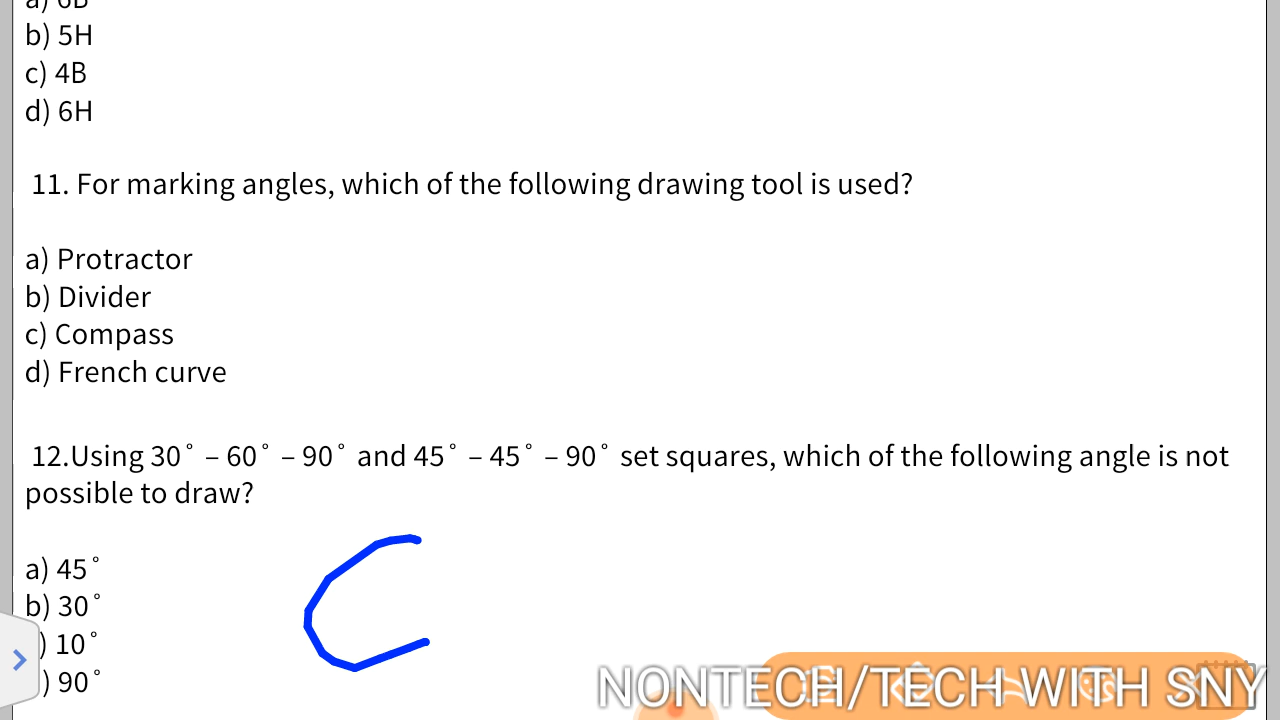 a) 6B
b) 5H
c) 4B
d) 6H
11. For marking angles, which of the following drawing tool is used?
a) Protractor
b) Divider
c) Compass
d) French curve
12.Using 30˚ – 60˚ – 90˚ and 45˚ – 45˚ – 90˚ set squares, which of the following angle is not
possible to draw?
a) 45˚
b) 30˚
) 10˚
) 90˚
C
NONTECH/TECH WITH SNY